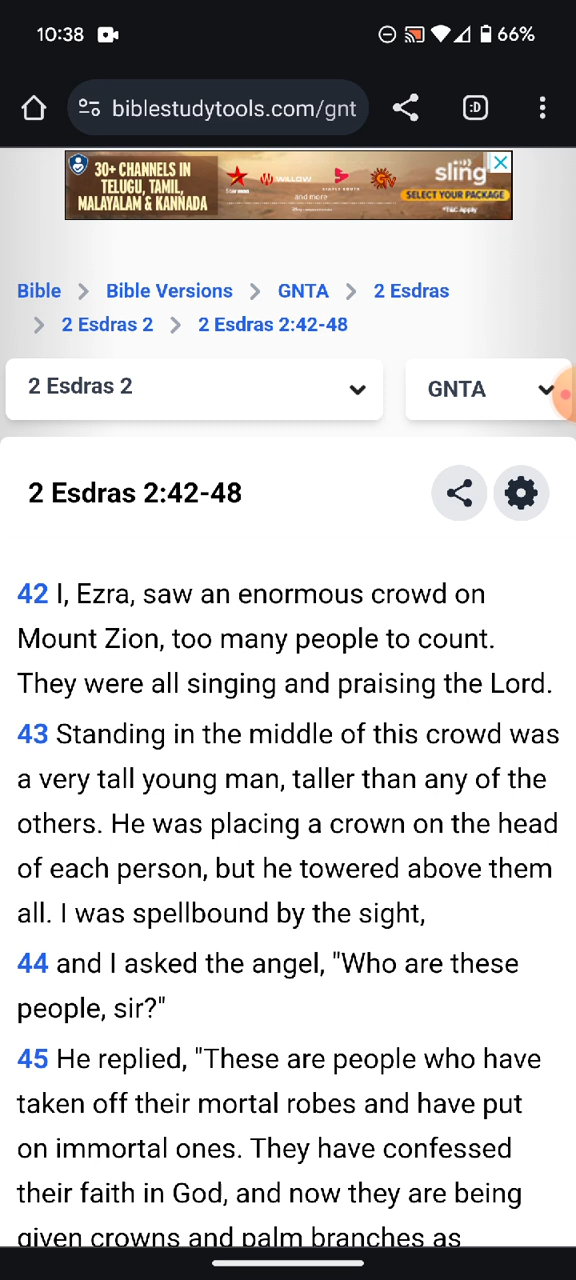 10:38
66%
biblestudytools.com/gnt
:D
30+ CHANNELS IN
TELUGU, TAMIL,
MALAYALAM & KANNADA
WILLOW
and more
sling
SELECT YOUR PACKAGE
*T&C Apply
Bible > Bible Versions > GNTA > 2 Esdras
> 2 Esdras 2 > 2 Esdras 2:42-48
2 Esdras 2
GNTA
2 Esdras 2:42-48
42 I, Ezra, saw an enormous crowd on
Mount Zion, too many people to count.
They were all singing and praising the Lord.
43 Standing in the middle of this crowd was
a very tall young man, taller than any of the
others. He was placing a crown on the head
of each person, but he towered above them
all. I was spellbound by the sight,
44 and I asked the angel, "Who are these
people, sir?"
45 He replied, "These are people who have
taken off their mortal robes and have put
on immortal ones. They have confessed
their faith in God, and now they are being
given crowns and palm branches as